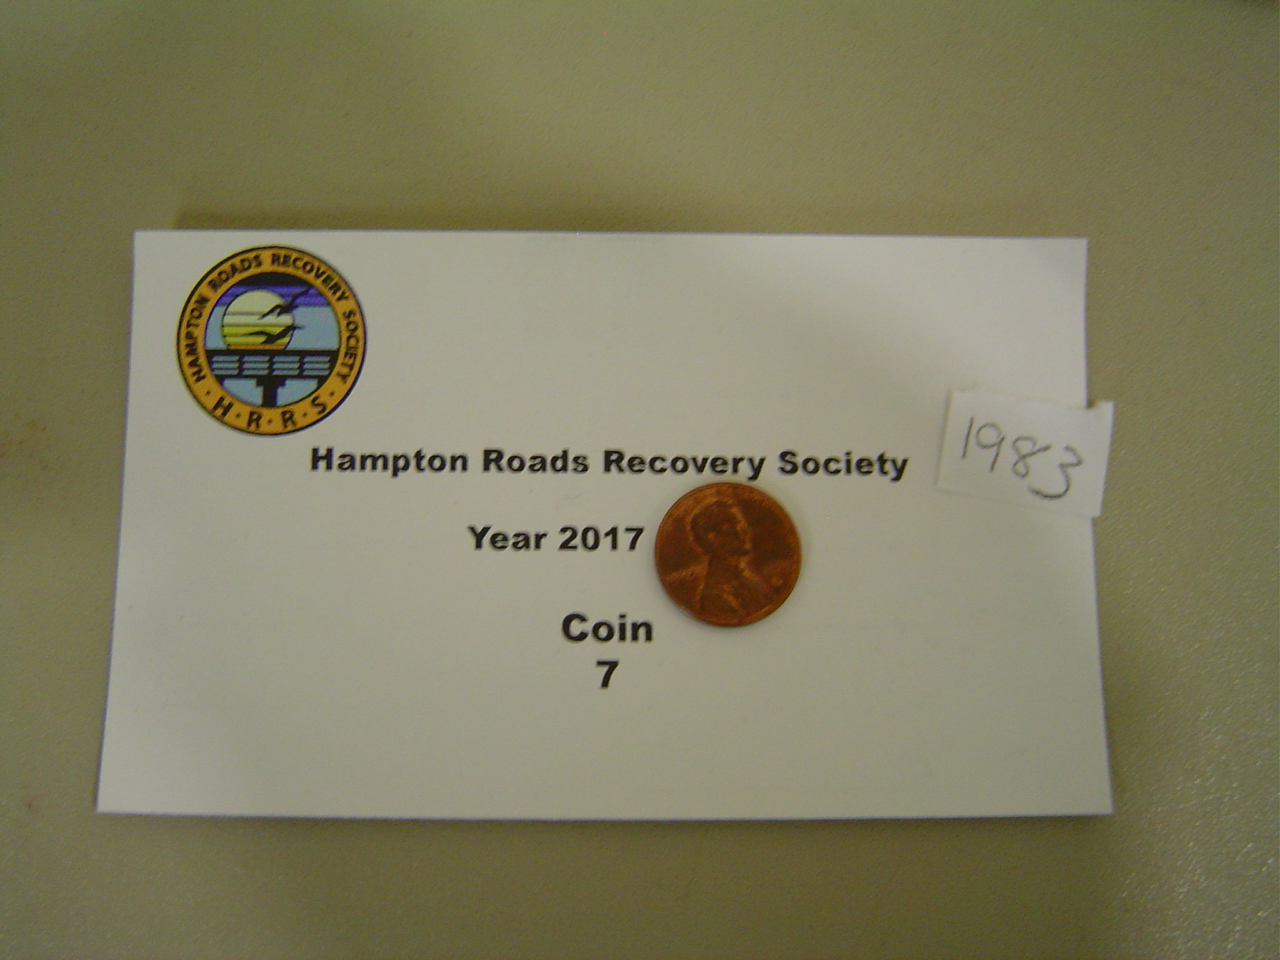 HAMPTON ROADS RECOVERY SOCIETY
· H · R · R · S ·
Hampton Roads Recovery Society
1983
Year 2017
Coin
7